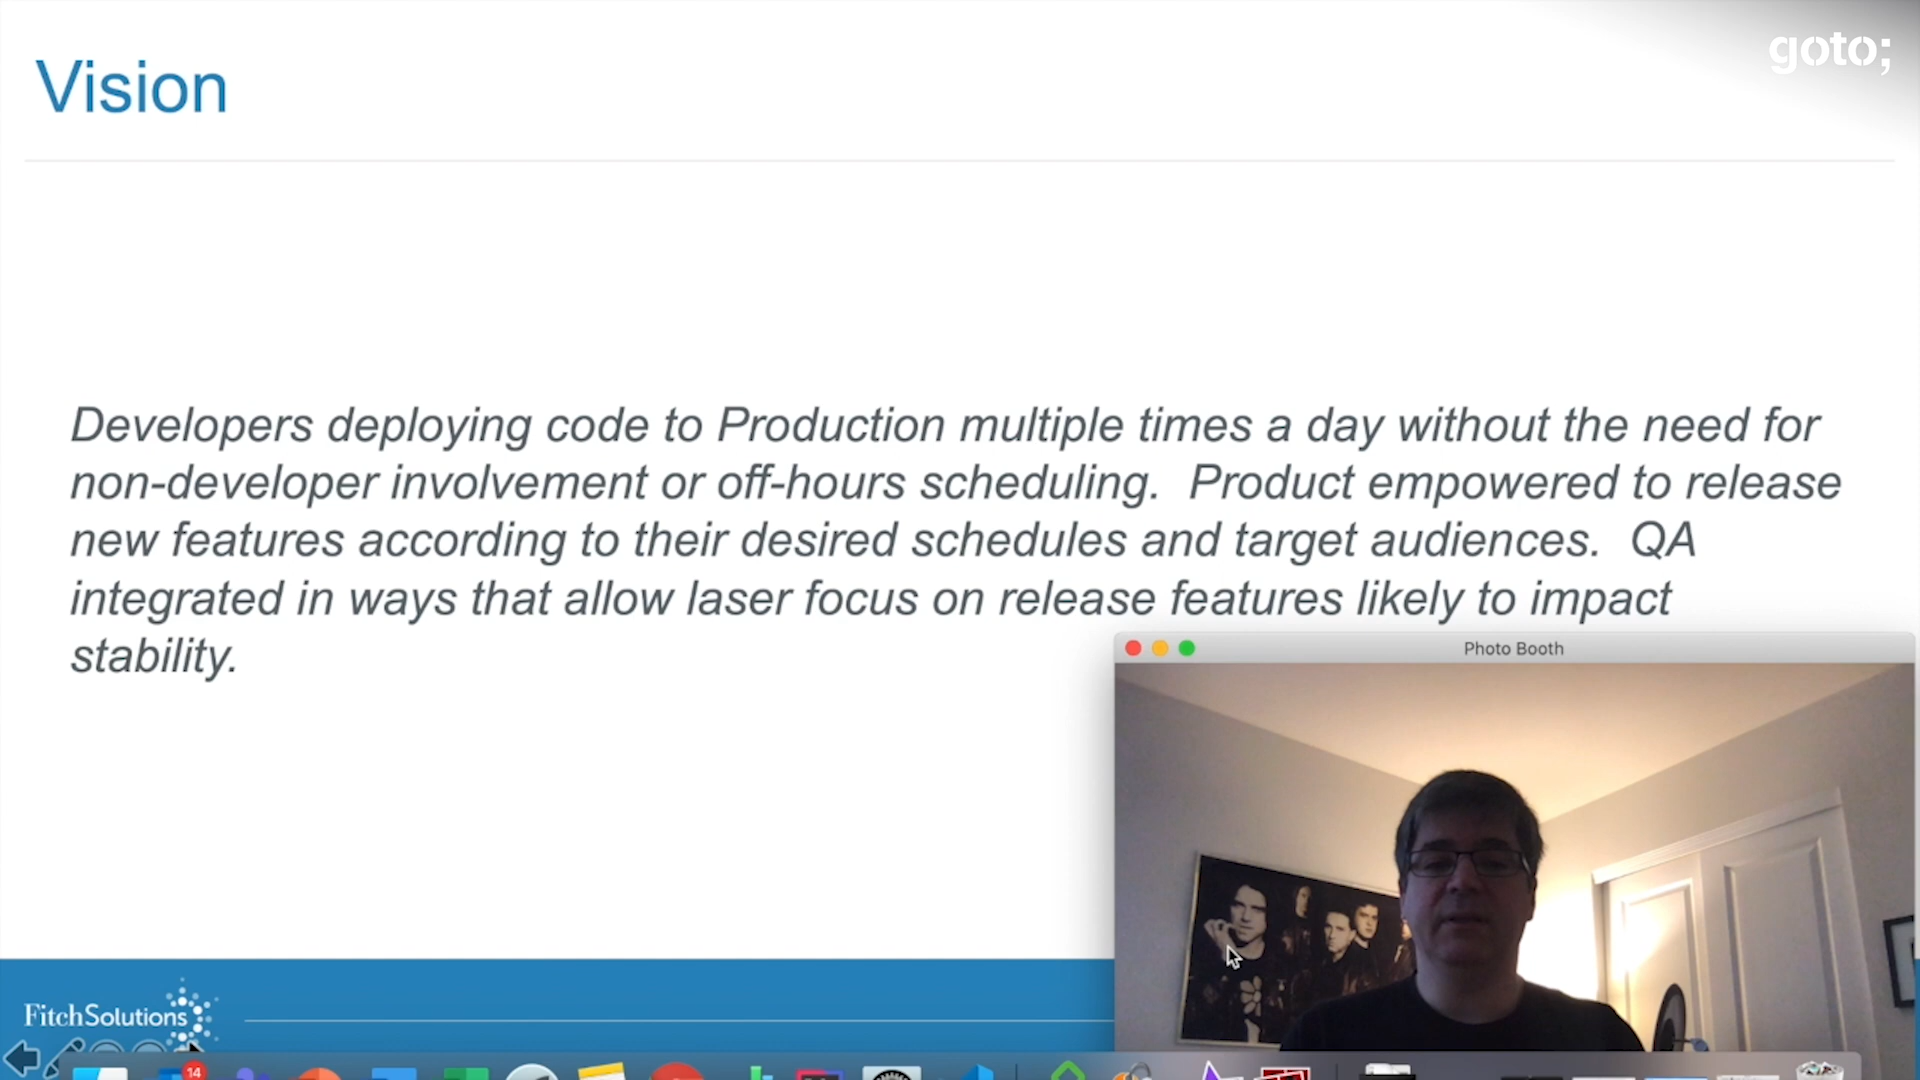 goto;
Vision
Developers deploying code to Production multiple times a day without the need for
non-developer involvement or off-hours scheduling.  Product empowered to release
new features according to their desired schedules and target audiences.  QA
integrated in ways that allow laser focus on release features likely to impact
stability.
Photo Booth
FitchSolutions
14